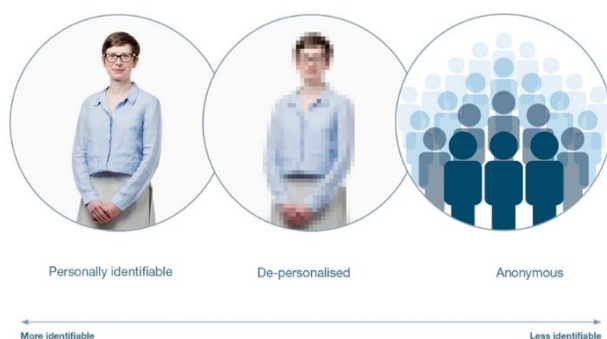 Personally identifiable
De-personalised
Anonymous
More identifiable
Less identifiable